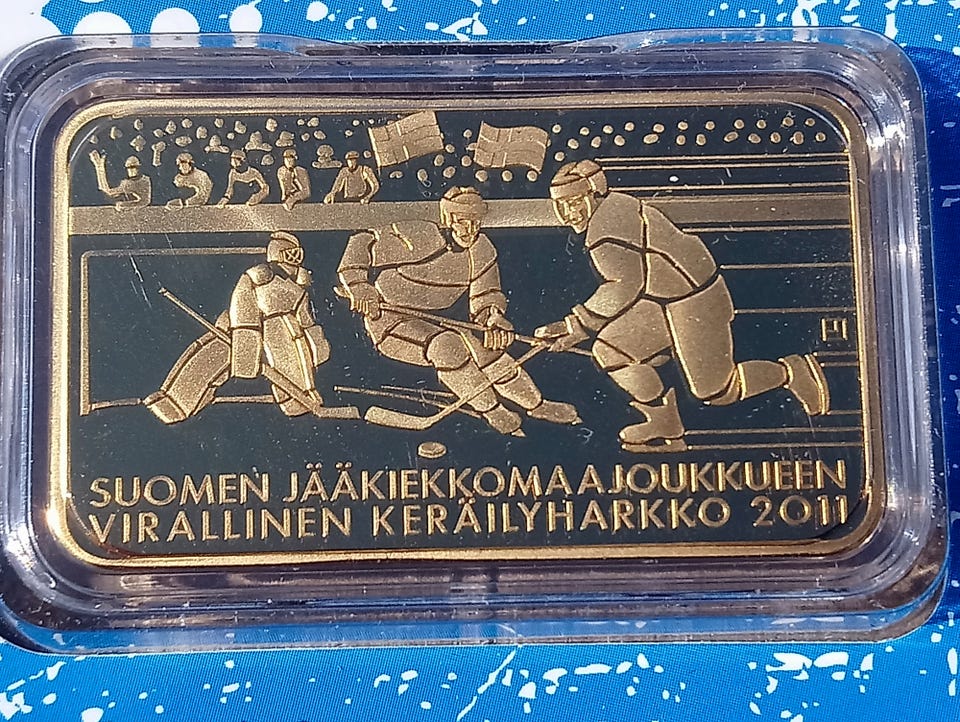 SUOMEN JÄÄKIEKKOMAAJOUKKUEEN
VIRALLINEN KERÄILYHARKKO 2011